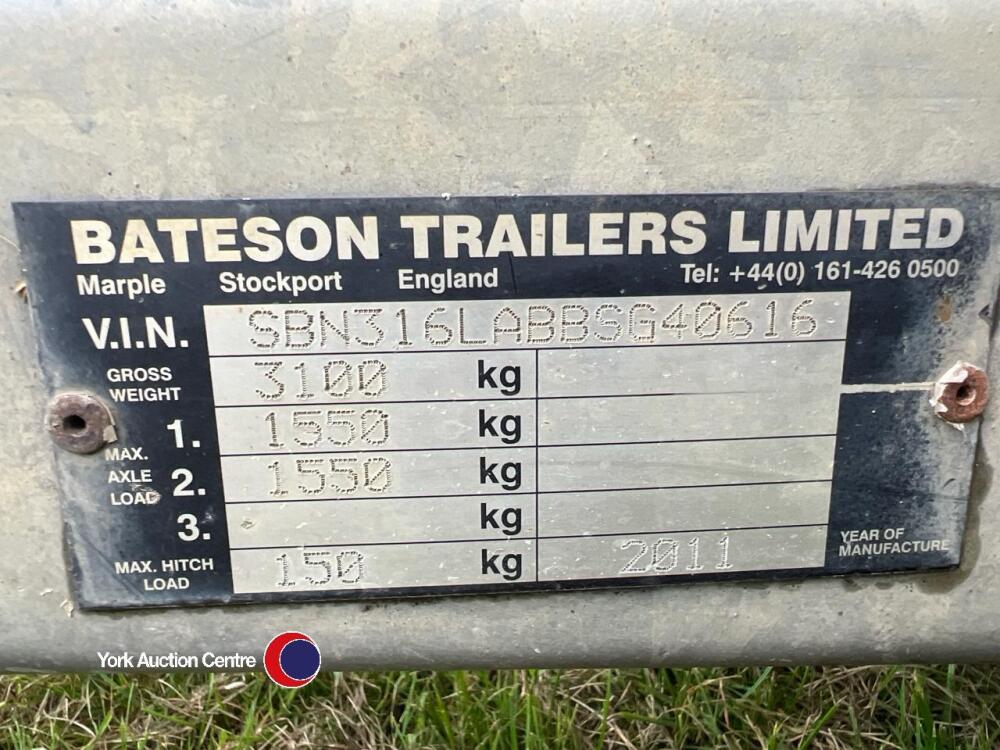 BATESON TRAILERS LIMITED
Marple Stockport England Tel: +44(0) 161-426 0500
V.I.N. SBN316LABBSG40616
GROSS WEIGHT 3100 kg
MAX. AXLE LOAD 1. 1550 kg
2. 1550 kg
3. kg
MAX. HITCH LOAD 150 kg 2011 YEAR OF MANUFACTURE
York Auction Centre